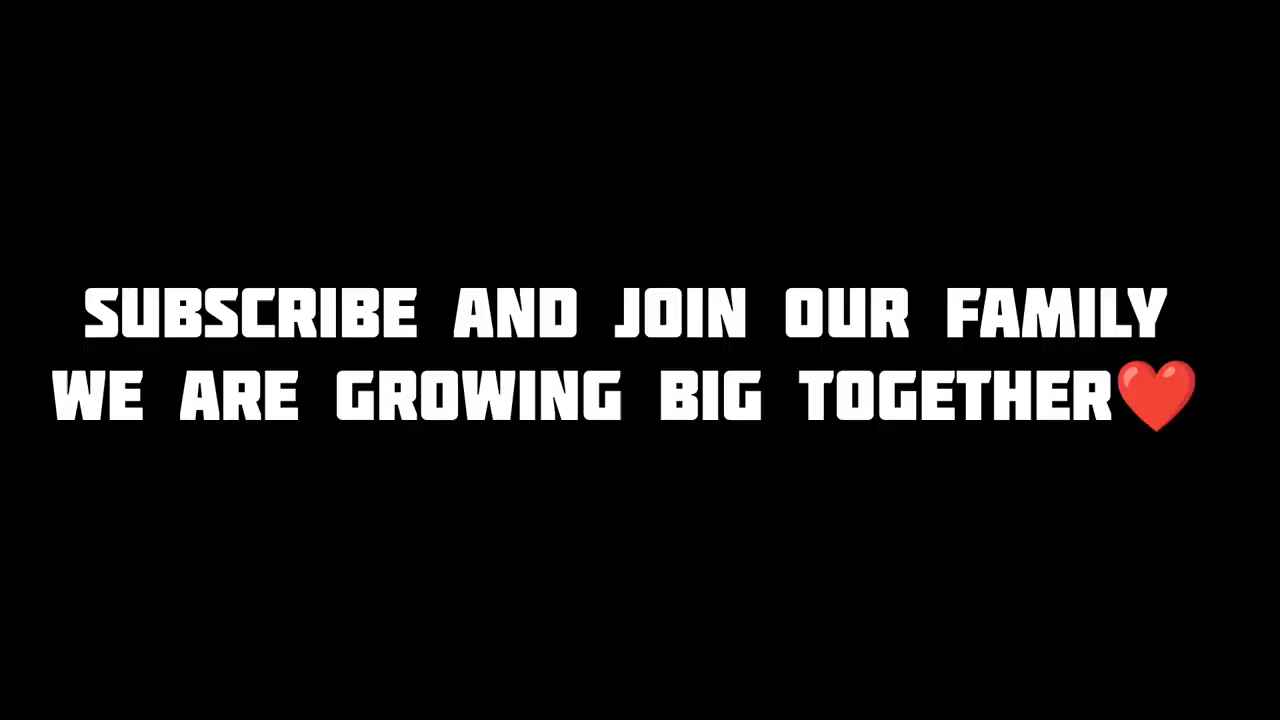 SUBSCRIBE AND JOIN OUR FAMILY
WE ARE GROWING BIG TOGETHER❤️